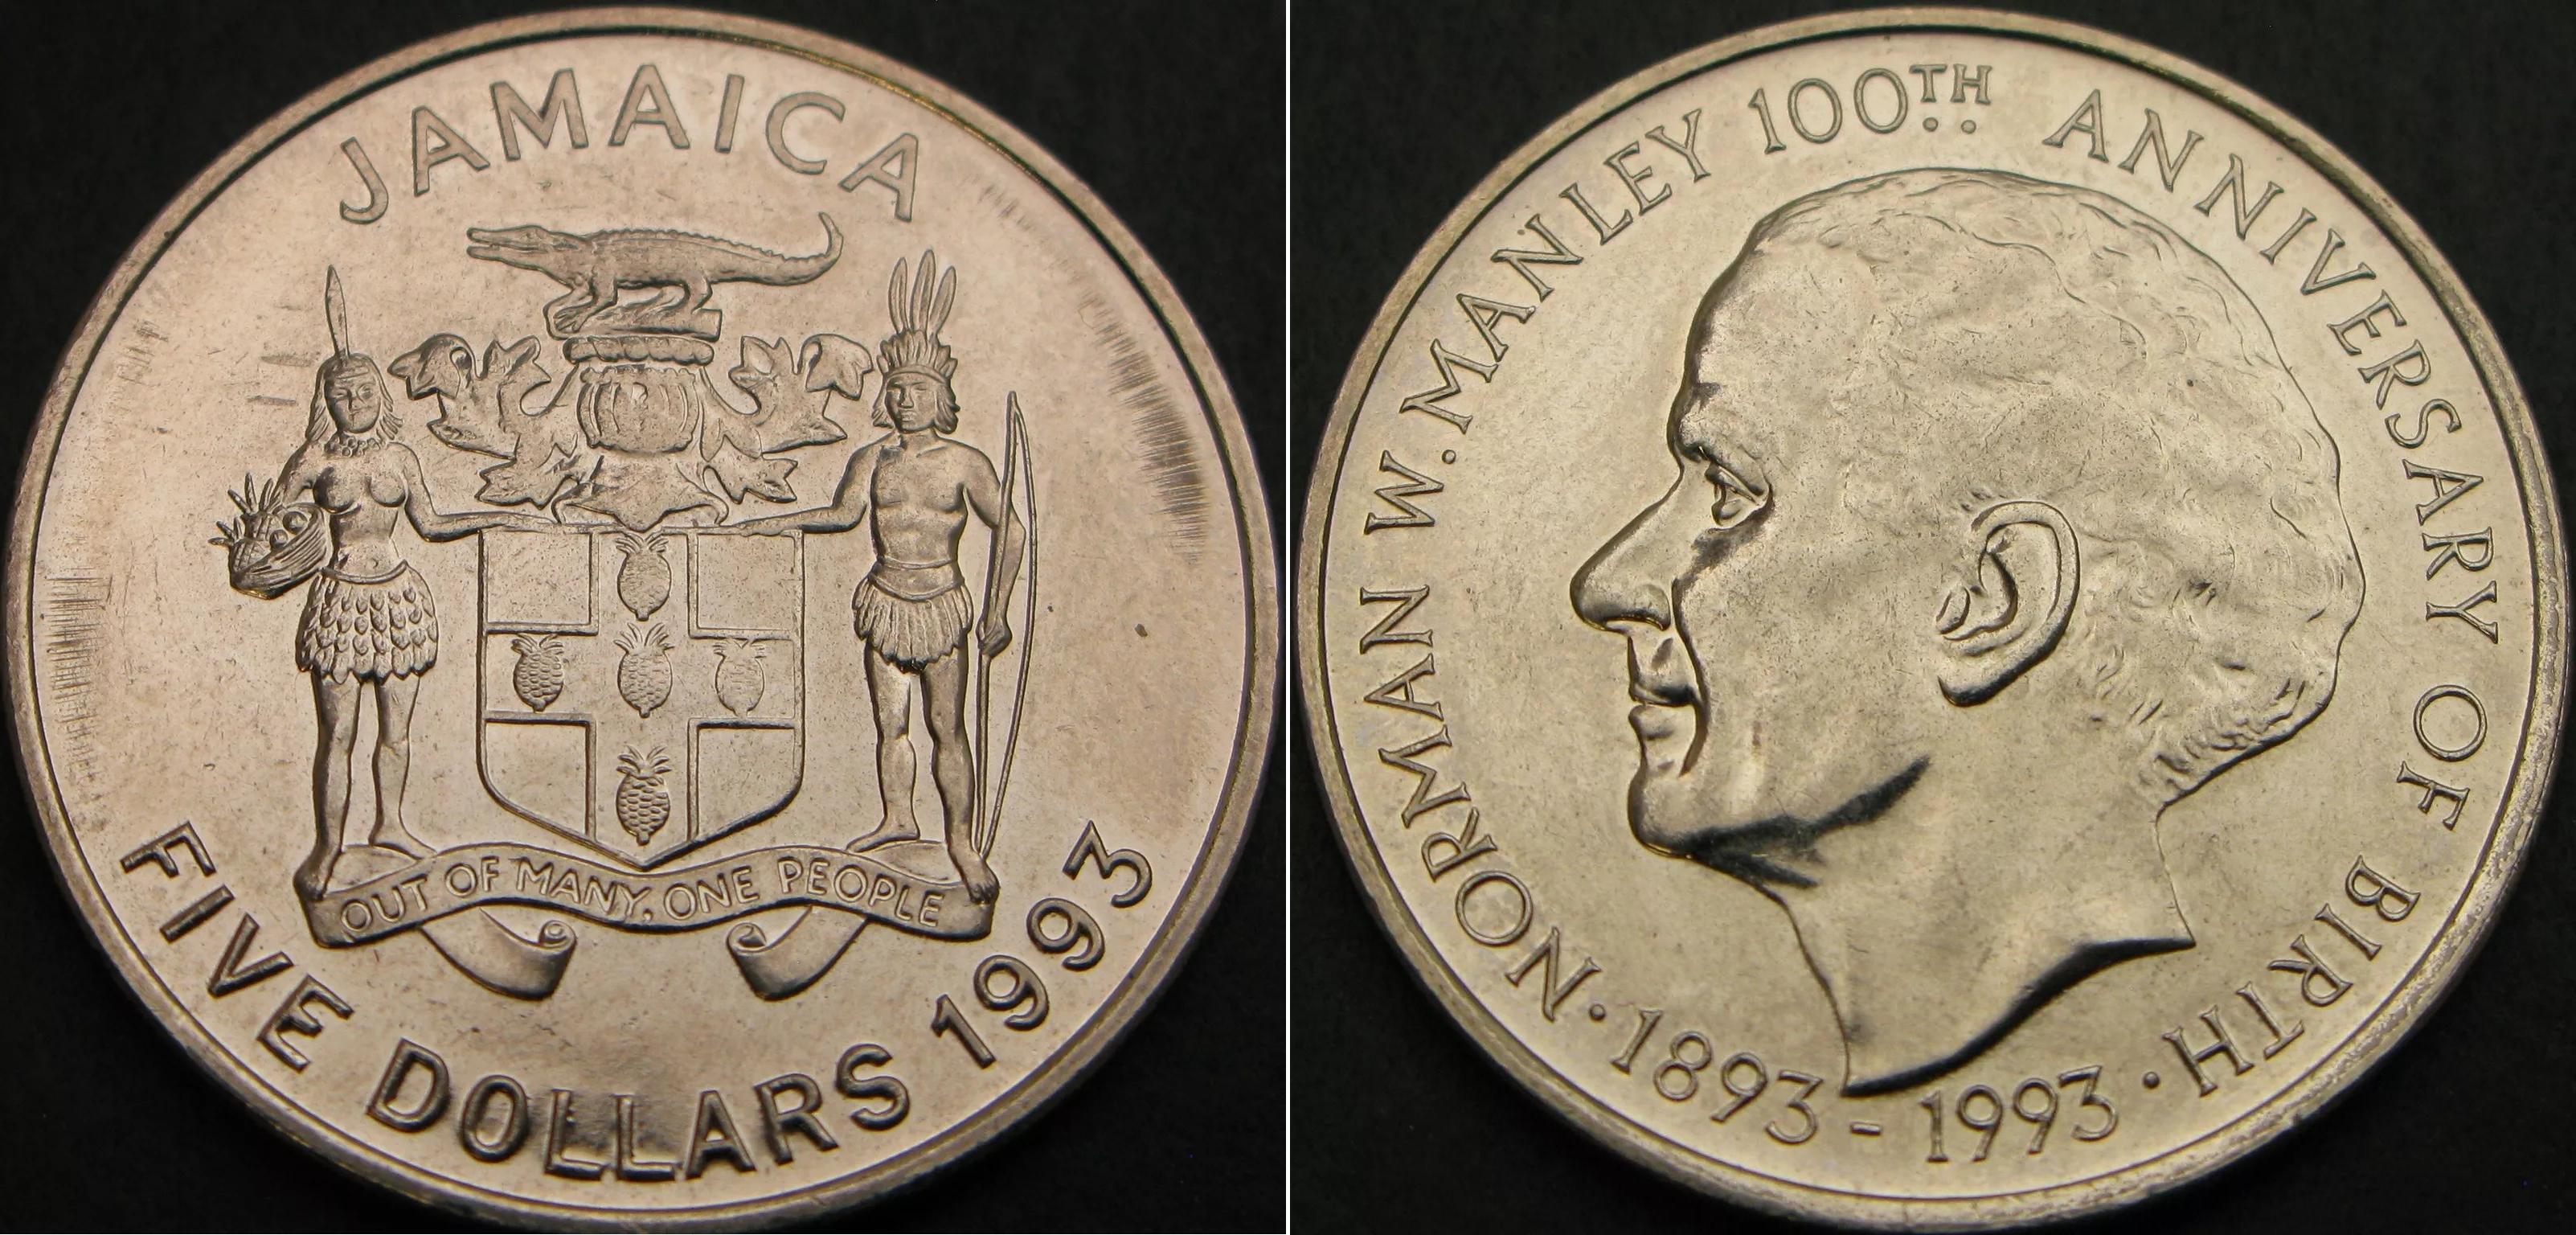 JAMAICA
OUT OF MANY, ONE PEOPLE
FIVE DOLLARS 1993
NORMAN W. MANLEY 100TH ANNIVERSARY OF BIRTH
· 1893 - 1993 ·